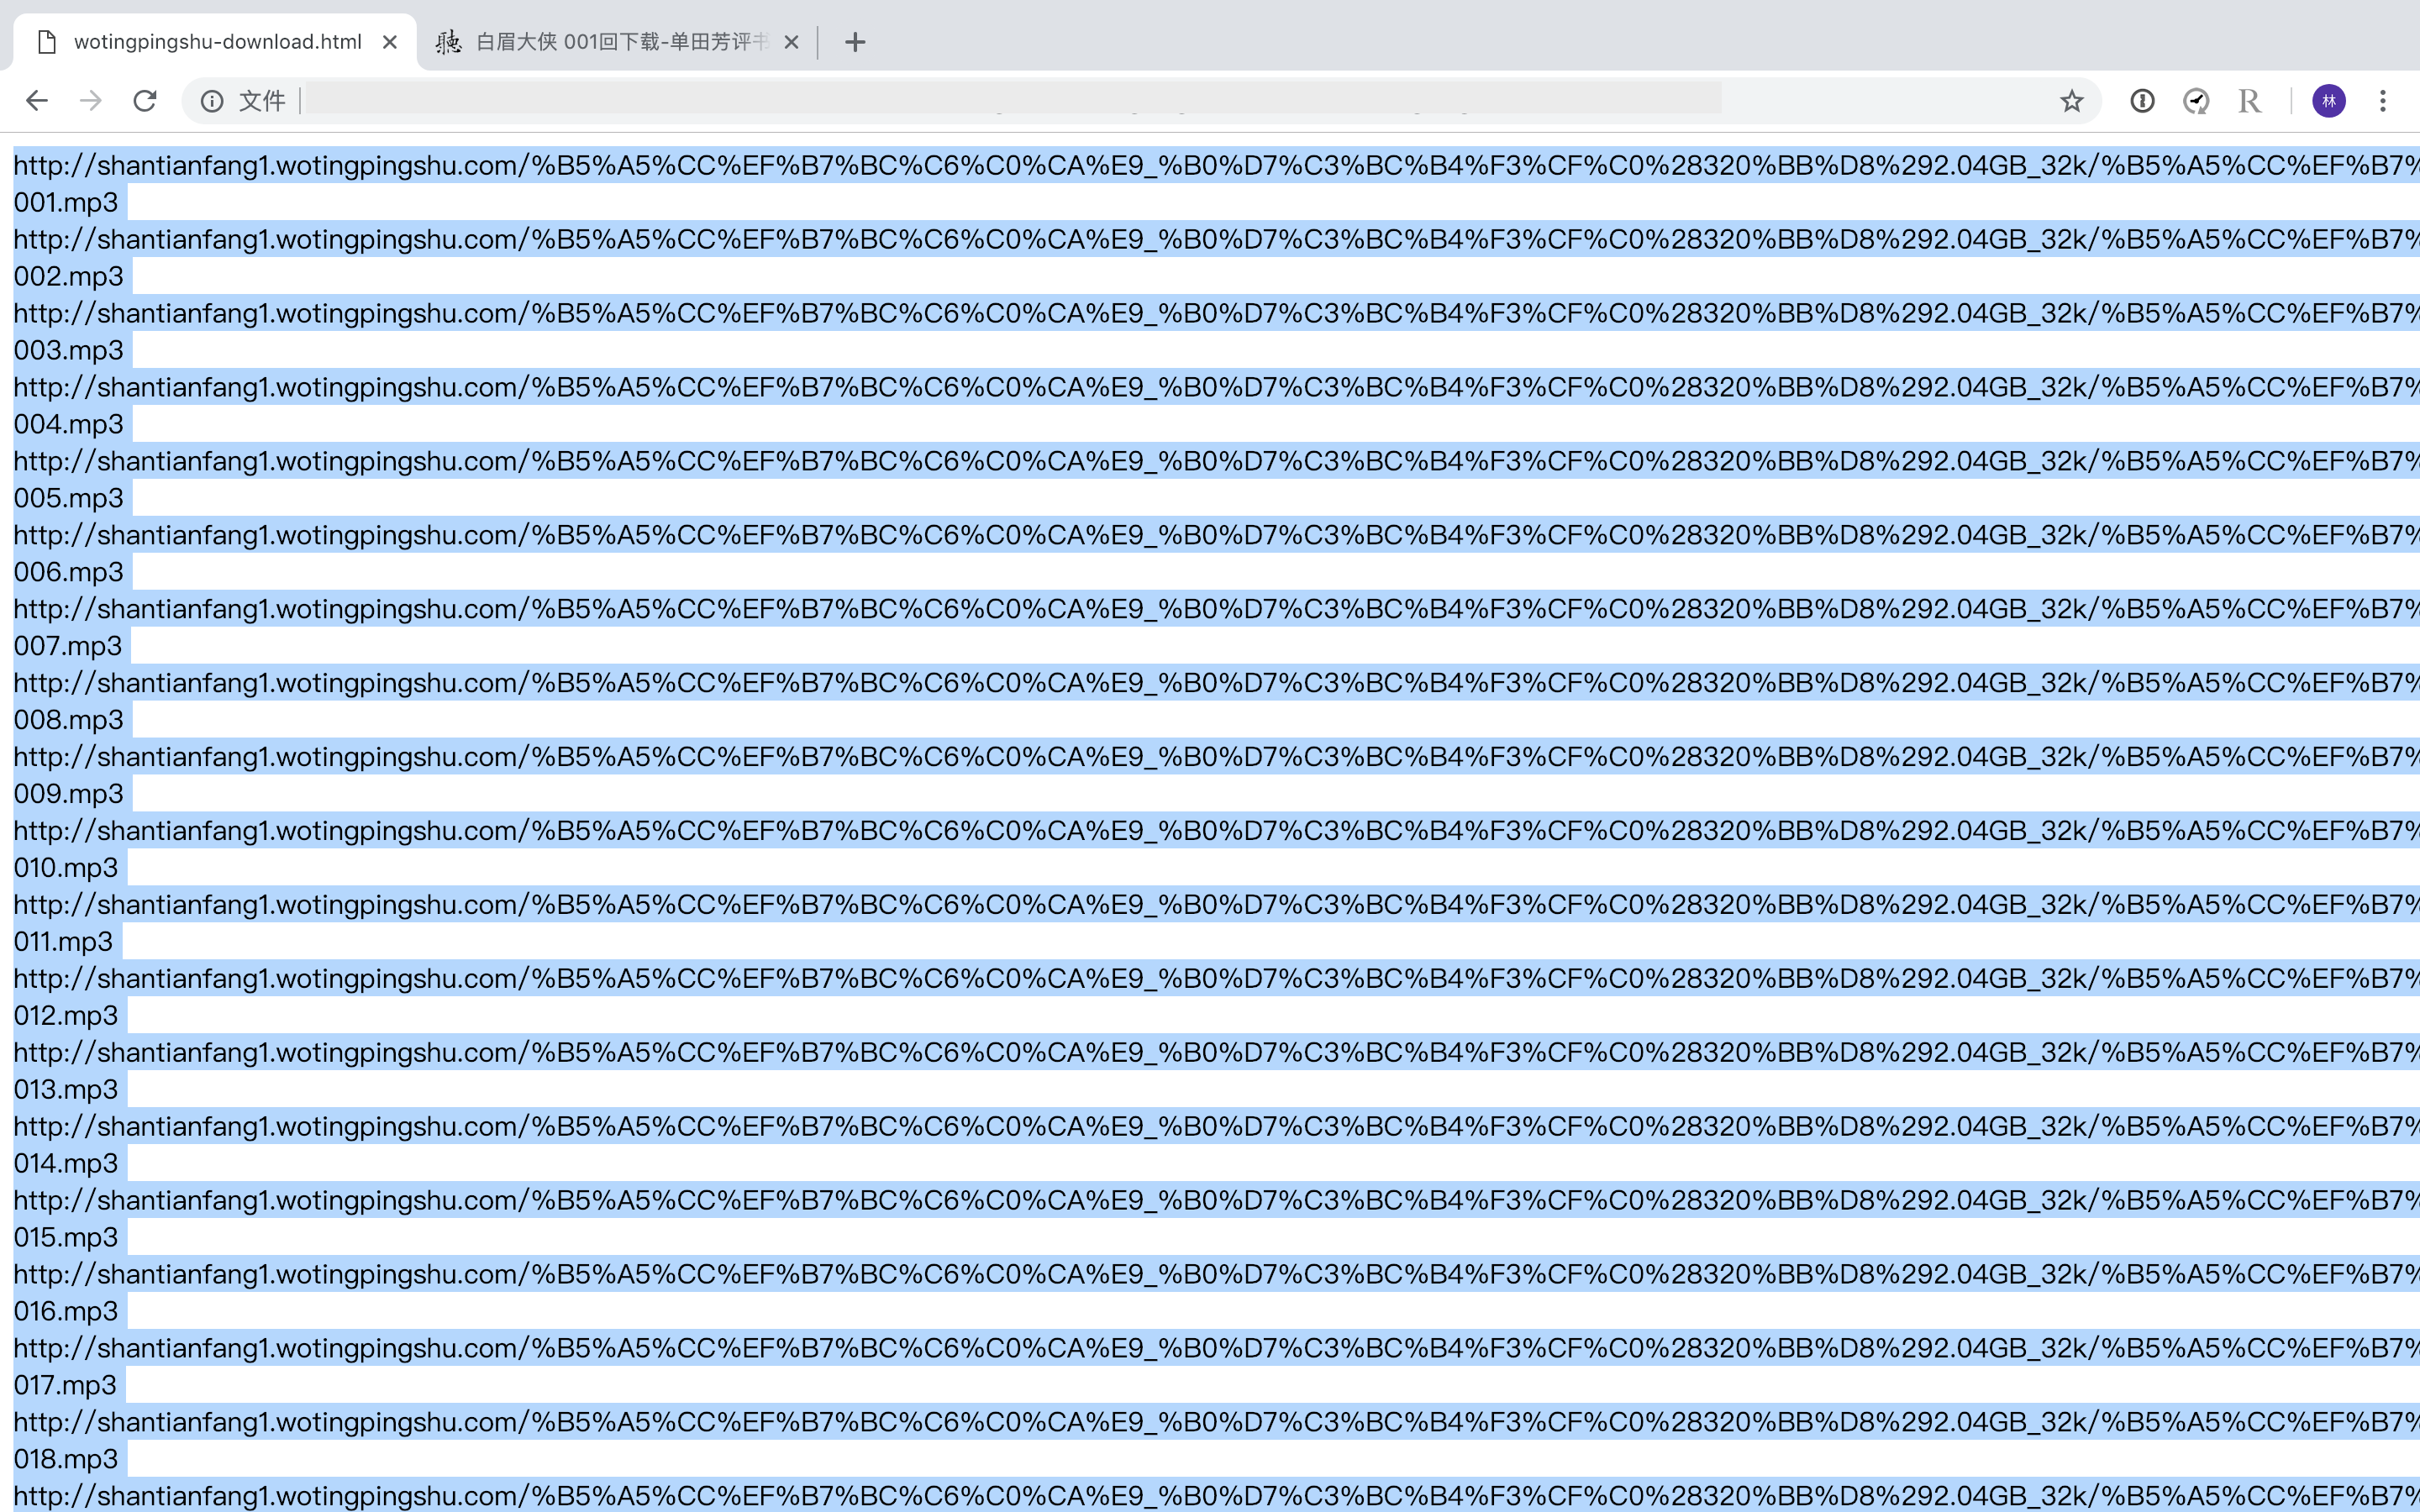 wotingpingshu-download.html
白眉大侠 001回下载-单田芳评书
文件
R
林
http://shantianfang1.wotingpingshu.com/%B5%A5%CC%EF%B7%BC%C6%C0%CA%E9_%B0%D7%C3%BC%B4%F3%CF%C0%28320%BB%D8%292.04GB_32k/%B5%A5%CC%EF%B7%
001.mp3
http://shantianfang1.wotingpingshu.com/%B5%A5%CC%EF%B7%BC%C6%C0%CA%E9_%B0%D7%C3%BC%B4%F3%CF%C0%28320%BB%D8%292.04GB_32k/%B5%A5%CC%EF%B7%
002.mp3
http://shantianfang1.wotingpingshu.com/%B5%A5%CC%EF%B7%BC%C6%C0%CA%E9_%B0%D7%C3%BC%B4%F3%CF%C0%28320%BB%D8%292.04GB_32k/%B5%A5%CC%EF%B7%
003.mp3
http://shantianfang1.wotingpingshu.com/%B5%A5%CC%EF%B7%BC%C6%C0%CA%E9_%B0%D7%C3%BC%B4%F3%CF%C0%28320%BB%D8%292.04GB_32k/%B5%A5%CC%EF%B7%
004.mp3
http://shantianfang1.wotingpingshu.com/%B5%A5%CC%EF%B7%BC%C6%C0%CA%E9_%B0%D7%C3%BC%B4%F3%CF%C0%28320%BB%D8%292.04GB_32k/%B5%A5%CC%EF%B7%
005.mp3
http://shantianfang1.wotingpingshu.com/%B5%A5%CC%EF%B7%BC%C6%C0%CA%E9_%B0%D7%C3%BC%B4%F3%CF%C0%28320%BB%D8%292.04GB_32k/%B5%A5%CC%EF%B7%
006.mp3
http://shantianfang1.wotingpingshu.com/%B5%A5%CC%EF%B7%BC%C6%C0%CA%E9_%B0%D7%C3%BC%B4%F3%CF%C0%28320%BB%D8%292.04GB_32k/%B5%A5%CC%EF%B7%
007.mp3
http://shantianfang1.wotingpingshu.com/%B5%A5%CC%EF%B7%BC%C6%C0%CA%E9_%B0%D7%C3%BC%B4%F3%CF%C0%28320%BB%D8%292.04GB_32k/%B5%A5%CC%EF%B7%
008.mp3
http://shantianfang1.wotingpingshu.com/%B5%A5%CC%EF%B7%BC%C6%C0%CA%E9_%B0%D7%C3%BC%B4%F3%CF%C0%28320%BB%D8%292.04GB_32k/%B5%A5%CC%EF%B7%
009.mp3
http://shantianfang1.wotingpingshu.com/%B5%A5%CC%EF%B7%BC%C6%C0%CA%E9_%B0%D7%C3%BC%B4%F3%CF%C0%28320%BB%D8%292.04GB_32k/%B5%A5%CC%EF%B7%
010.mp3
http://shantianfang1.wotingpingshu.com/%B5%A5%CC%EF%B7%BC%C6%C0%CA%E9_%B0%D7%C3%BC%B4%F3%CF%C0%28320%BB%D8%292.04GB_32k/%B5%A5%CC%EF%B7%
011.mp3
http://shantianfang1.wotingpingshu.com/%B5%A5%CC%EF%B7%BC%C6%C0%CA%E9_%B0%D7%C3%BC%B4%F3%CF%C0%28320%BB%D8%292.04GB_32k/%B5%A5%CC%EF%B7%
012.mp3
http://shantianfang1.wotingpingshu.com/%B5%A5%CC%EF%B7%BC%C6%C0%CA%E9_%B0%D7%C3%BC%B4%F3%CF%C0%28320%BB%D8%292.04GB_32k/%B5%A5%CC%EF%B7%
013.mp3
http://shantianfang1.wotingpingshu.com/%B5%A5%CC%EF%B7%BC%C6%C0%CA%E9_%B0%D7%C3%BC%B4%F3%CF%C0%28320%BB%D8%292.04GB_32k/%B5%A5%CC%EF%B7%
014.mp3
http://shantianfang1.wotingpingshu.com/%B5%A5%CC%EF%B7%BC%C6%C0%CA%E9_%B0%D7%C3%BC%B4%F3%CF%C0%28320%BB%D8%292.04GB_32k/%B5%A5%CC%EF%B7%
015.mp3
http://shantianfang1.wotingpingshu.com/%B5%A5%CC%EF%B7%BC%C6%C0%CA%E9_%B0%D7%C3%BC%B4%F3%CF%C0%28320%BB%D8%292.04GB_32k/%B5%A5%CC%EF%B7%
016.mp3
http://shantianfang1.wotingpingshu.com/%B5%A5%CC%EF%B7%BC%C6%C0%CA%E9_%B0%D7%C3%BC%B4%F3%CF%C0%28320%BB%D8%292.04GB_32k/%B5%A5%CC%EF%B7%
017.mp3
http://shantianfang1.wotingpingshu.com/%B5%A5%CC%EF%B7%BC%C6%C0%CA%E9_%B0%D7%C3%BC%B4%F3%CF%C0%28320%BB%D8%292.04GB_32k/%B5%A5%CC%EF%B7%
018.mp3
http://shantianfang1.wotingpingshu.com/%B5%A5%CC%EF%B7%BC%C6%C0%CA%E9_%B0%D7%C3%BC%B4%F3%CF%C0%28320%BB%D8%292.04GB_32k/%B5%A5%CC%EF%B7%